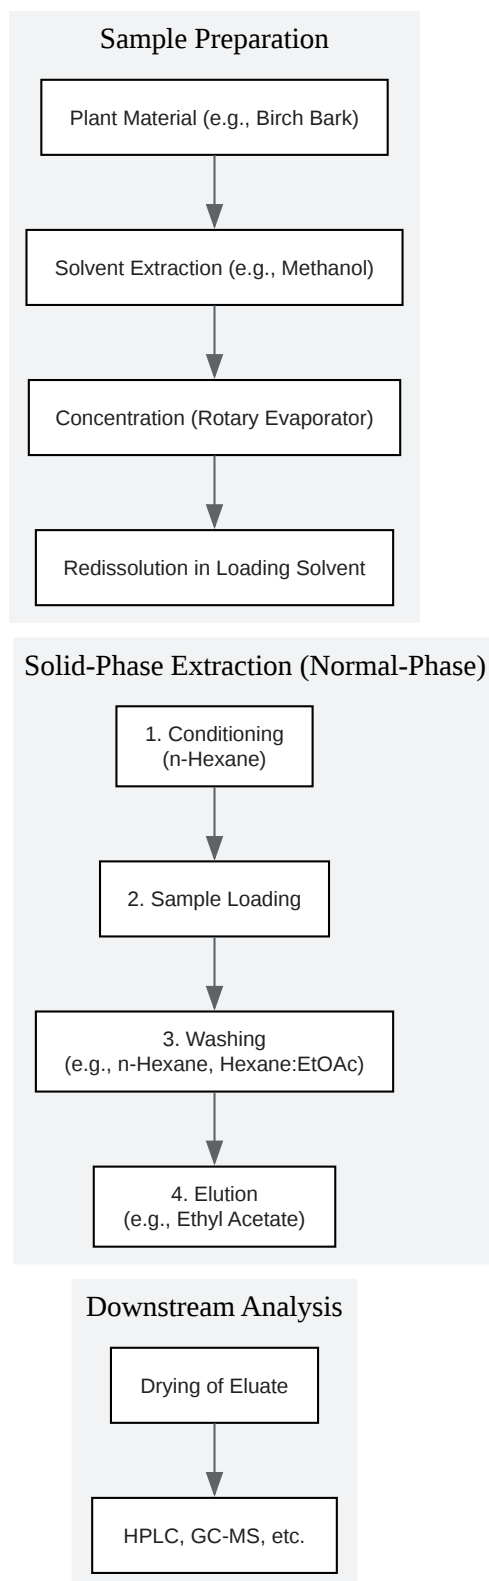 Sample Preparation
Plant Material (e.g., Birch Bark)
Solvent Extraction (e.g., Methanol)
Concentration (Rotary Evaporator)
Redissolution in Loading Solvent
Solid-Phase Extraction (Normal-Phase)
1. Conditioning
(n-Hexane)
2. Sample Loading
3. Washing
(e.g., n-Hexane, Hexane:EtOAc)
4. Elution
(e.g., Ethyl Acetate)
Downstream Analysis
Drying of Eluate
HPLC, GC-MS, etc.